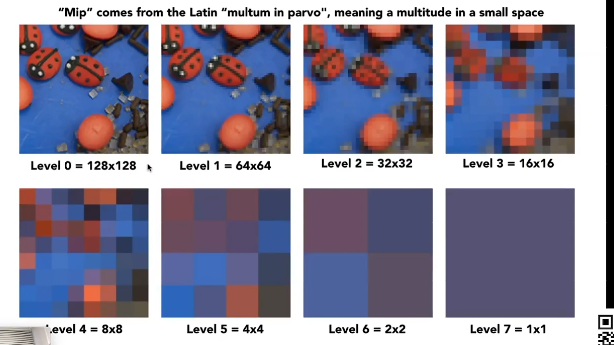 “Mip” comes from the Latin “multum in parvo", meaning a multitude in a small space
Level 0 = 128x128
Level 1 = 64x64
Level 2 = 32x32
Level 3 = 16x16
Level 4 = 8x8
Level 5 = 4x4
Level 6 = 2x2
Level 7 = 1x1